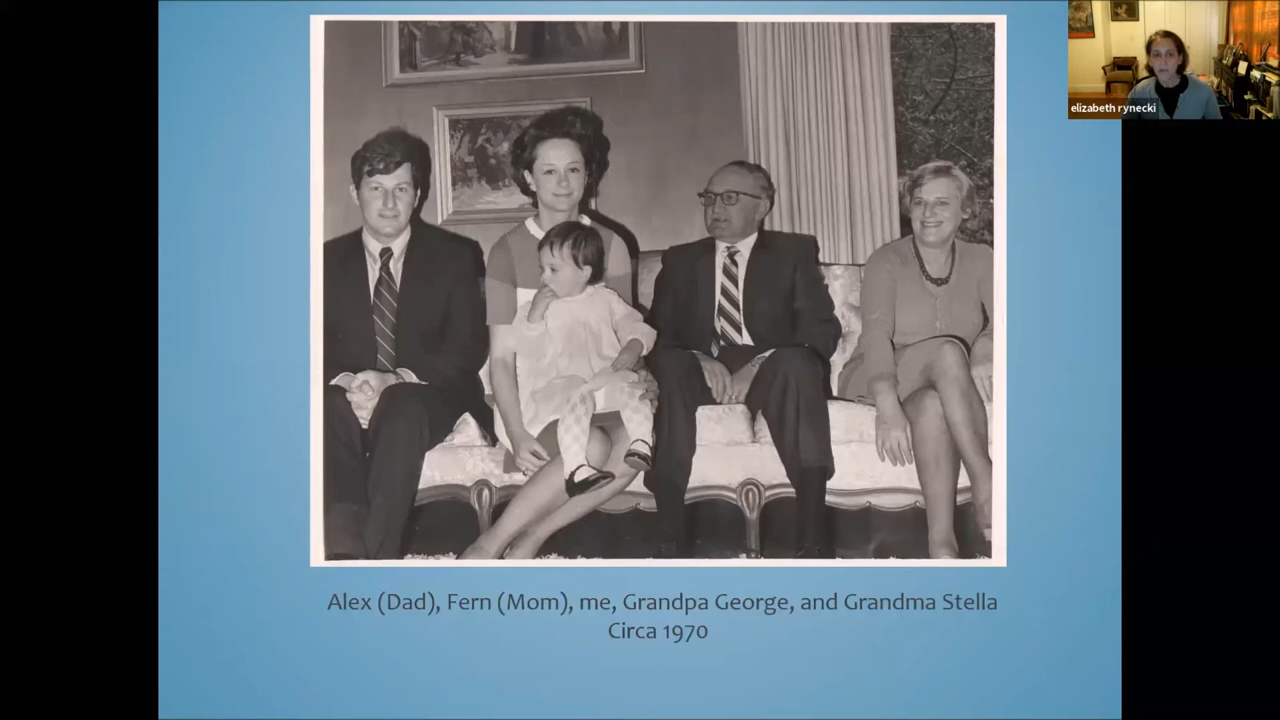 elizabeth rynecki
Alex (Dad), Fern (Mom), me, Grandpa George, and Grandma Stella
Circa 1970